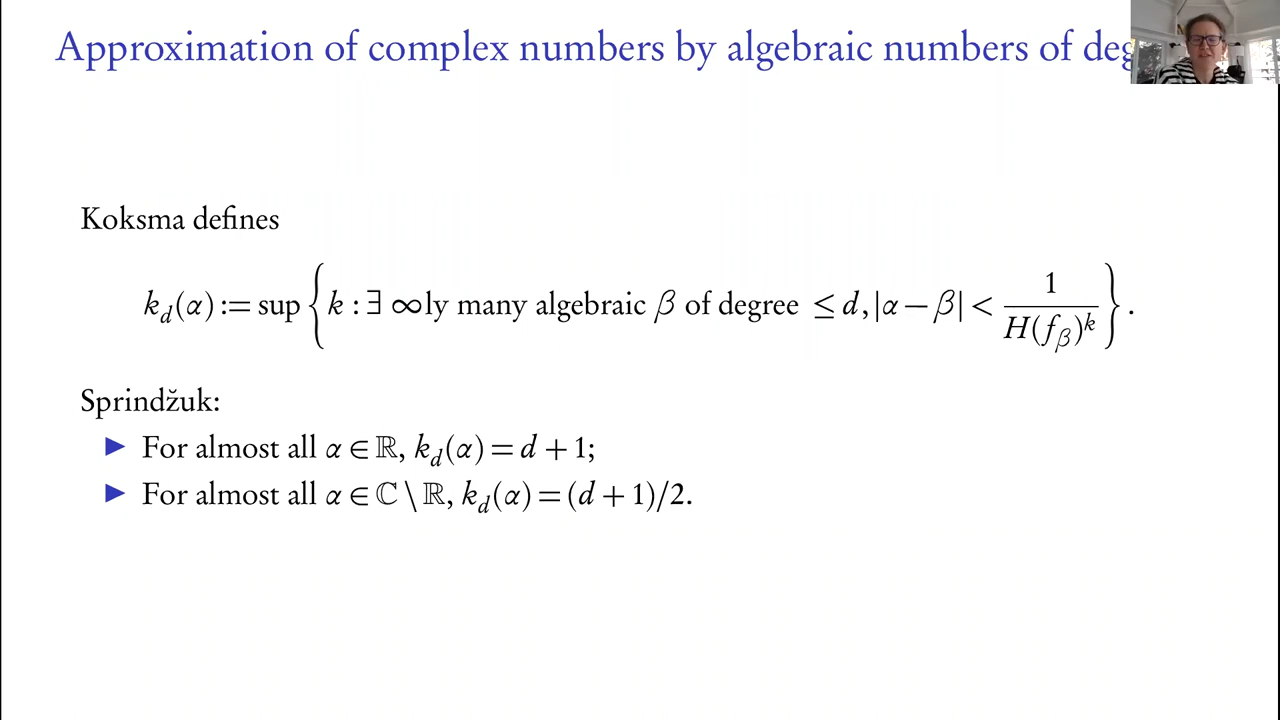 Approximation of complex numbers by algebraic numbers of deg
Koksma defines
k_d(α) := sup { k : ∃ ∞ly many algebraic β of degree ≤ d, |α − β| < 1 / H(f_β)^k } .
Sprindžuk:
▶ For almost all α ∈ ℝ, k_d(α) = d + 1;
▶ For almost all α ∈ ℂ \ ℝ, k_d(α) = (d + 1)/2.